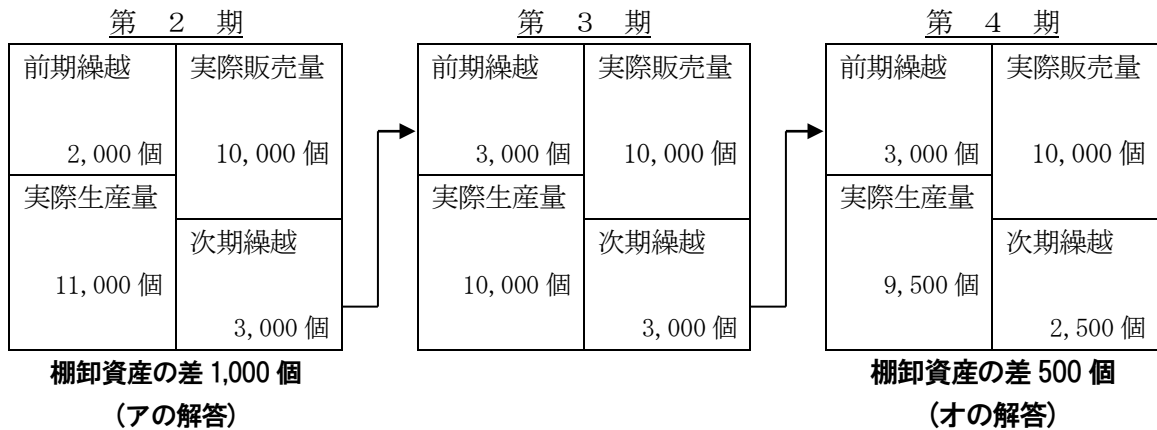 第 2 期
前期繰越
実際販売量
2,000 個
10,000 個
実際生産量
次期繰越
11,000 個
3,000 個
棚卸資産の差 1,000 個
(アの解答)
第 3 期
前期繰越
実際販売量
3,000 個
10,000 個
実際生産量
次期繰越
10,000 個
3,000 個
第 4 期
前期繰越
実際販売量
3,000 個
10,000 個
実際生産量
次期繰越
9,500 個
2,500 個
棚卸資産の差 500 個
(オの解答)